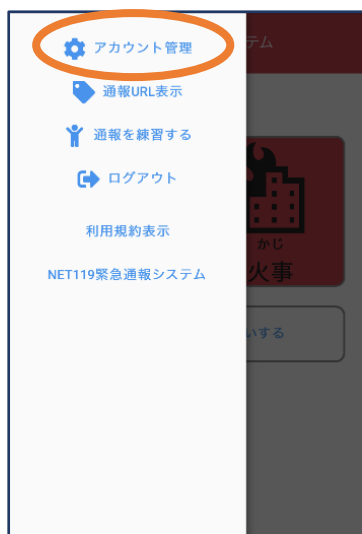 アカウント管理
テム
通報URL表示
通報を練習する
ログアウト
利用規約表示
かじ
NET119緊急通報システム
火事
いする